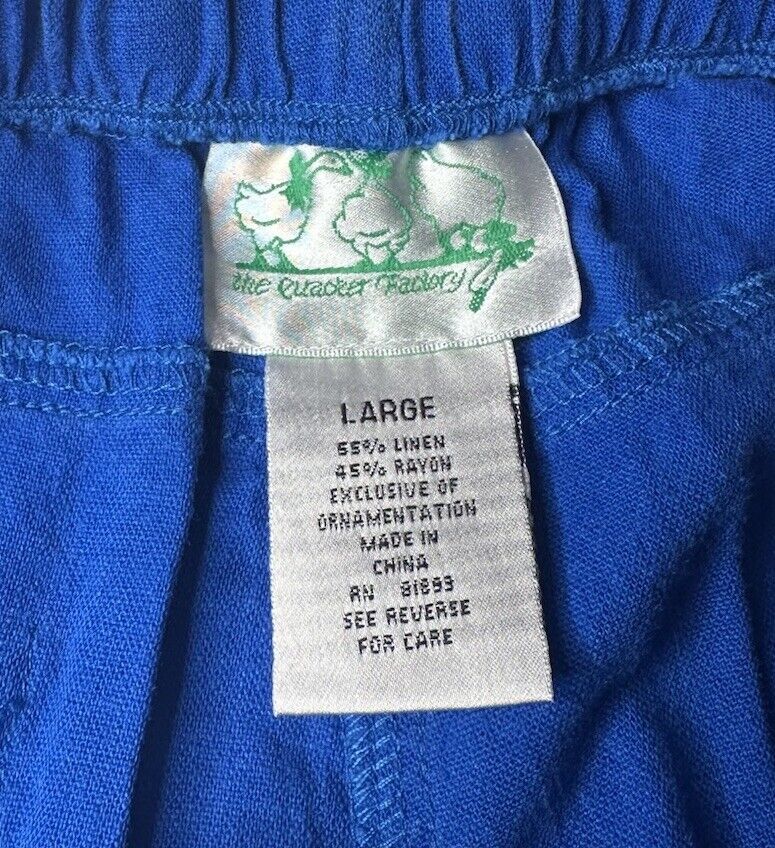 the Quacker Factory
LARGE
55% LINEN
45% RAYON
EXCLUSIVE OF
ORNAMENTATION
MADE IN
CHINA
RN 81893
SEE REVERSE
FOR CARE